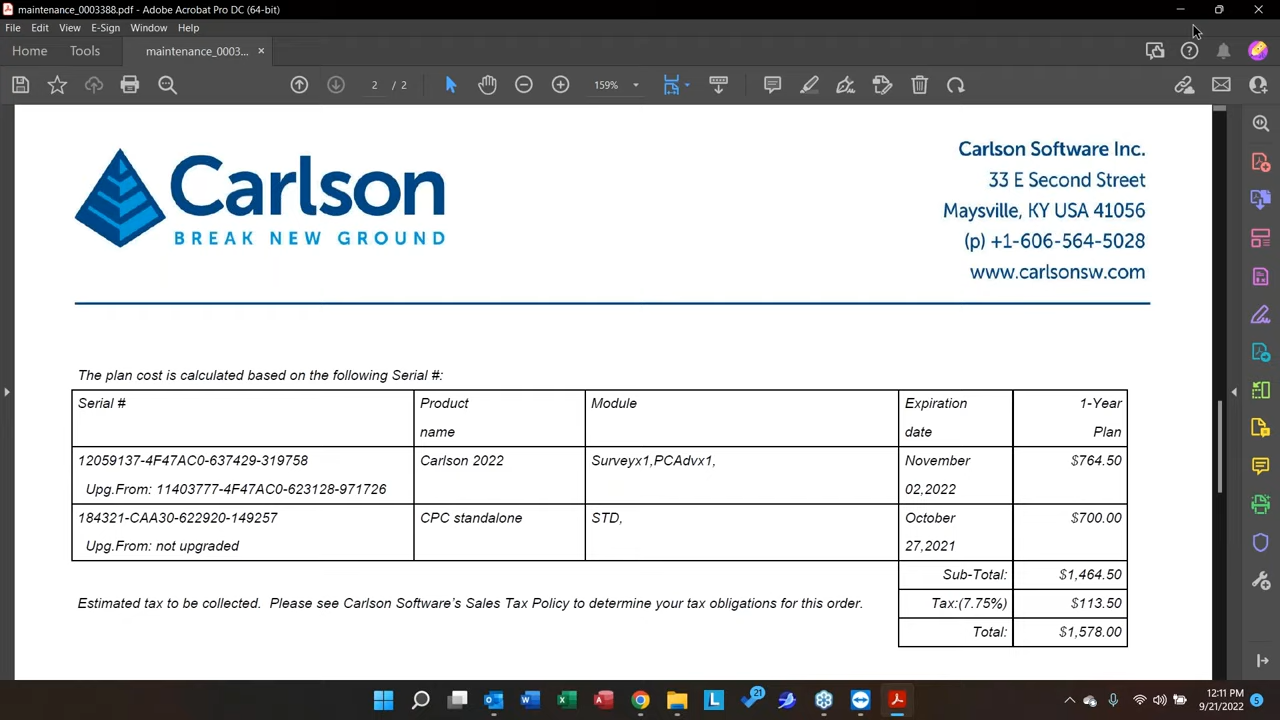 maintenance_0003388.pdf - Adobe Acrobat Pro DC (64-bit)
File Edit View E-Sign Window Help
Home Tools maintenance_0003... ×
2 / 2 159%
Carlson
BREAK NEW GROUND
Carlson Software Inc.
33 E Second Street
Maysville, KY USA 41056
(p) +1-606-564-5028
www.carlsonsw.com
The plan cost is calculated based on the following Serial #:
Serial # Product name Module Expiration date 1-Year Plan
12059137-4F47AC0-637429-319758 Carlson 2022 Surveyx1,PCAdvx1, November 02,2022 $764.50
Upg.From: 11403777-4F47AC0-623128-971726
184321-CAA30-622920-149257 CPC standalone STD, October 27,2021 $700.00
Upg.From: not upgraded
Sub-Total: $1,464.50
Estimated tax to be collected. Please see Carlson Software's Sales Tax Policy to determine your tax obligations for this order. Tax:(7.75%) $113.50
Total: $1,578.00
21
12:11 PM
9/21/2022
5